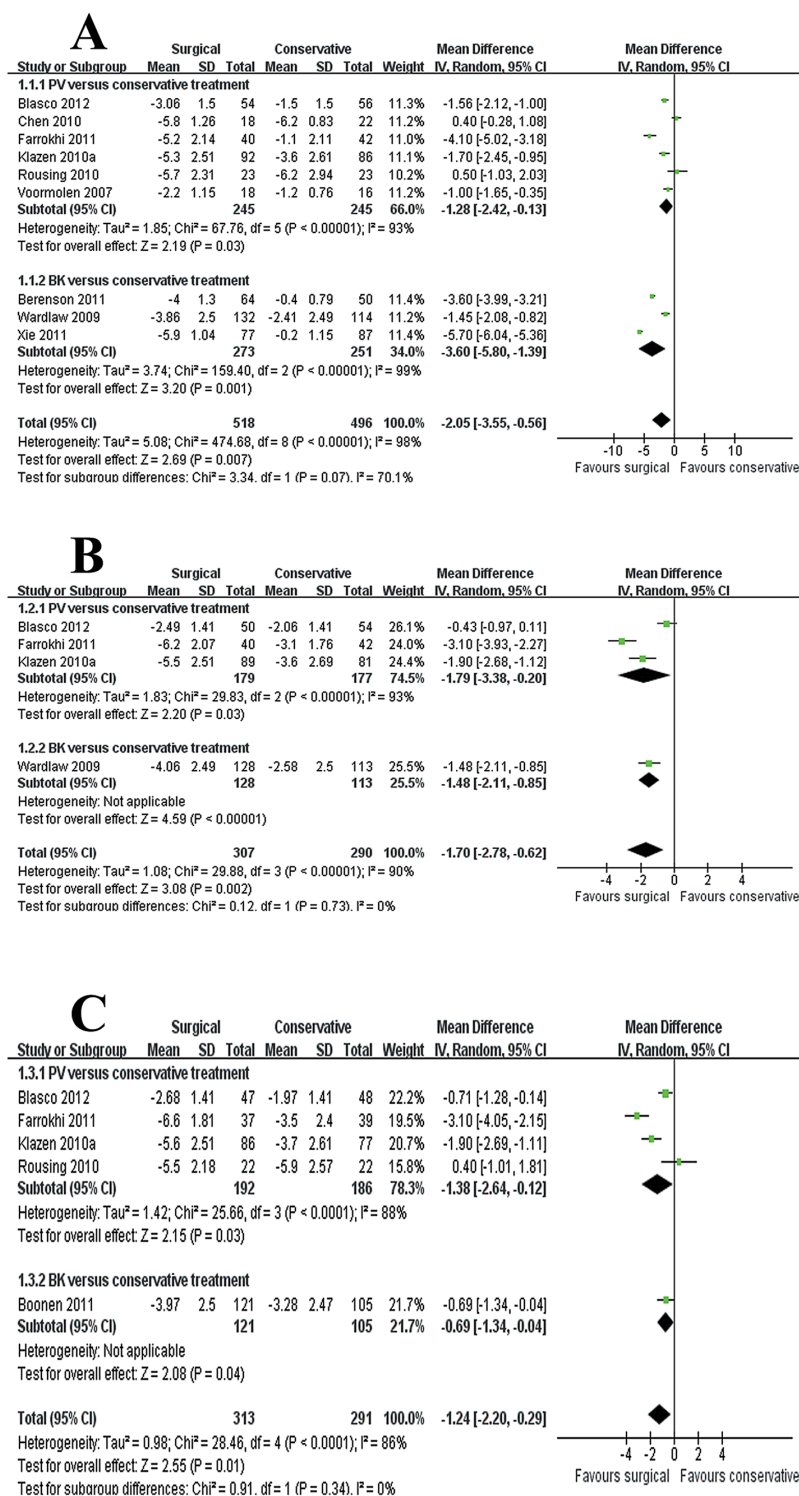 A
Surgical Conservative Mean Difference Mean Difference
Study or Subgroup Mean SD Total Mean SD Total Weight IV, Random, 95% CI IV, Random, 95% CI
1.1.1 PV versus conservative treatment
Blasco 2012 -3.06 1.5 54 -1.5 1.5 56 11.3% -1.56 [-2.12, -1.00]
Chen 2010 -5.8 1.26 18 -6.2 0.83 22 11.2% 0.40 [-0.28, 1.08]
Farrokhi 2011 -5.2 2.14 40 -1.1 2.11 42 11.0% -4.10 [-5.02, -3.18]
Klazen 2010a -5.3 2.51 92 -3.6 2.61 86 11.1% -1.70 [-2.45, -0.95]
Rousing 2010 -5.7 2.31 23 -6.2 2.94 23 10.2% 0.50 [-1.03, 2.03]
Voormolen 2007 -2.2 1.15 18 -1.2 0.76 16 11.2% -1.00 [-1.65, -0.35]
Subtotal (95% CI) 245 245 66.0% -1.28 [-2.42, -0.13]
Heterogeneity: Tau² = 1.85; Chi² = 67.76, df = 5 (P < 0.00001); I² = 93%
Test for overall effect: Z = 2.19 (P = 0.03)
1.1.2 BK versus conservative treatment
Berenson 2011 -4 1.3 64 -0.4 0.79 50 11.4% -3.60 [-3.99, -3.21]
Wardlaw 2009 -3.86 2.5 132 -2.41 2.49 114 11.2% -1.45 [-2.08, -0.82]
Xie 2011 -5.9 1.04 77 -0.2 1.15 87 11.4% -5.70 [-6.04, -5.36]
Subtotal (95% CI) 273 251 34.0% -3.60 [-5.80, -1.39]
Heterogeneity: Tau² = 3.74; Chi² = 159.40, df = 2 (P < 0.00001); I² = 99%
Test for overall effect: Z = 3.20 (P = 0.001)
Total (95% CI) 518 496 100.0% -2.05 [-3.55, -0.56]
Heterogeneity: Tau² = 5.08; Chi² = 474.68, df = 8 (P < 0.00001); I² = 98%
Test for overall effect: Z = 2.69 (P = 0.007)
Test for subgroup differences: Chi² = 3.34, df = 1 (P = 0.07), I² = 70.1%
-10 -5 0 5 10
Favours surgical Favours conservative
B
Surgical Conservative Mean Difference Mean Difference
Study or Subgroup Mean SD Total Mean SD Total Weight IV, Random, 95% CI IV, Random, 95% CI
1.2.1 PV versus conservative treatment
Blasco 2012 -2.49 1.41 50 -2.06 1.41 54 26.1% -0.43 [-0.97, 0.11]
Farrokhi 2011 -6.2 2.07 40 -3.1 1.76 42 24.0% -3.10 [-3.93, -2.27]
Klazen 2010a -5.5 2.51 89 -3.6 2.69 81 24.4% -1.90 [-2.68, -1.12]
Subtotal (95% CI) 179 177 74.5% -1.79 [-3.38, -0.20]
Heterogeneity: Tau² = 1.83; Chi² = 29.83, df = 2 (P < 0.00001); I² = 93%
Test for overall effect: Z = 2.20 (P = 0.03)
1.2.2 BK versus conservative treatment
Wardlaw 2009 -4.06 2.49 128 -2.58 2.5 113 25.5% -1.48 [-2.11, -0.85]
Subtotal (95% CI) 128 113 25.5% -1.48 [-2.11, -0.85]
Heterogeneity: Not applicable
Test for overall effect: Z = 4.59 (P < 0.00001)
Total (95% CI) 307 290 100.0% -1.70 [-2.78, -0.62]
Heterogeneity: Tau² = 1.08; Chi² = 29.88, df = 3 (P < 0.00001); I² = 90%
Test for overall effect: Z = 3.08 (P = 0.002)
Test for subgroup differences: Chi² = 0.12, df = 1 (P = 0.73), I² = 0%
-4 -2 0 2 4
Favours surgical Favours conservative
C
Surgical Conservative Mean Difference Mean Difference
Study or Subgroup Mean SD Total Mean SD Total Weight IV, Random, 95% CI IV, Random, 95% CI
1.3.1 PV versus conservative treatment
Blasco 2012 -2.68 1.41 47 -1.97 1.41 48 22.2% -0.71 [-1.28, -0.14]
Farrokhi 2011 -6.6 1.81 37 -3.5 2.4 39 19.5% -3.10 [-4.05, -2.15]
Klazen 2010a -5.6 2.51 86 -3.7 2.61 77 20.7% -1.90 [-2.69, -1.11]
Rousing 2010 -5.5 2.18 22 -5.9 2.57 22 15.8% 0.40 [-1.01, 1.81]
Subtotal (95% CI) 192 186 78.3% -1.38 [-2.64, -0.12]
Heterogeneity: Tau² = 1.42; Chi² = 25.66, df = 3 (P < 0.0001); I² = 88%
Test for overall effect: Z = 2.15 (P = 0.03)
1.3.2 BK versus conservative treatment
Boonen 2011 -3.97 2.5 121 -3.28 2.47 105 21.7% -0.69 [-1.34, -0.04]
Subtotal (95% CI) 121 105 21.7% -0.69 [-1.34, -0.04]
Heterogeneity: Not applicable
Test for overall effect: Z = 2.08 (P = 0.04)
Total (95% CI) 313 291 100.0% -1.24 [-2.20, -0.29]
Heterogeneity: Tau² = 0.98; Chi² = 28.46, df = 4 (P < 0.0001); I² = 86%
Test for overall effect: Z = 2.55 (P = 0.01)
Test for subgroup differences: Chi² = 0.91, df = 1 (P = 0.34), I² = 0%
-4 -2 0 2 4
Favours surgical Favours conservative